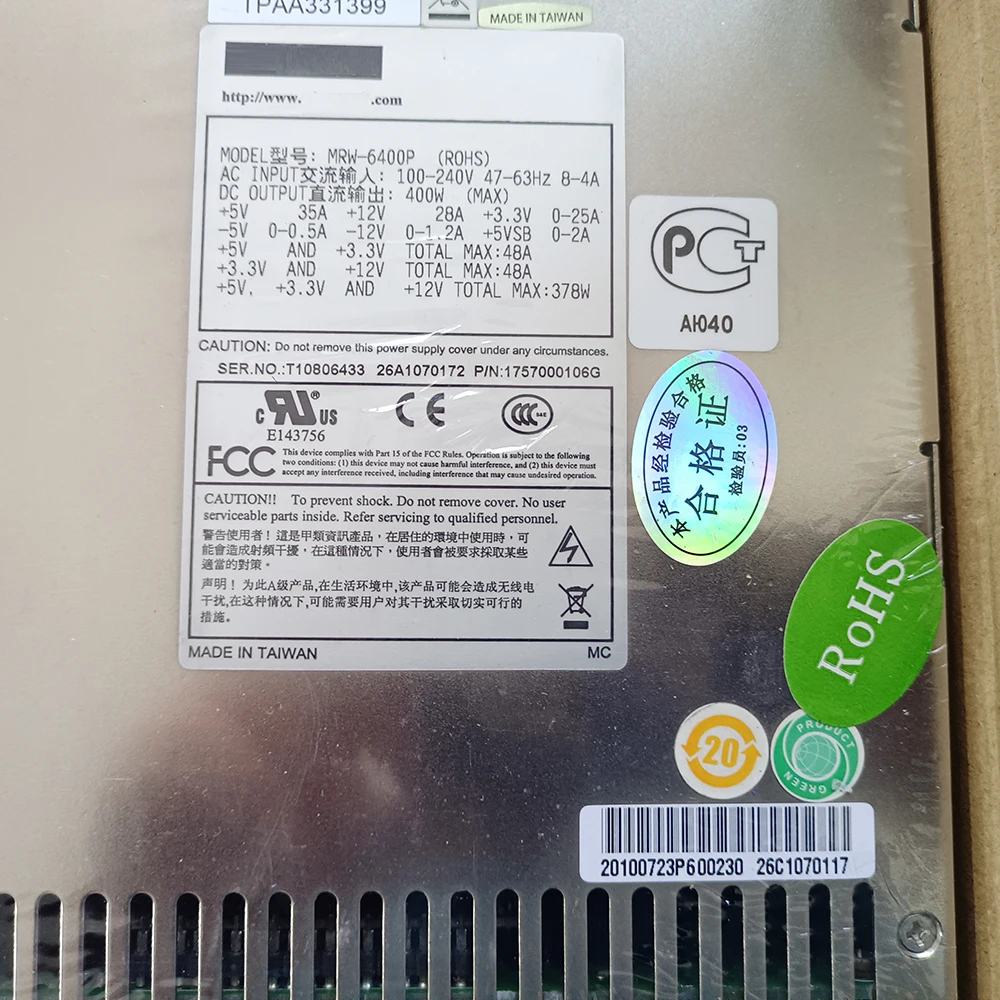 TPAA331399
MADE IN TAIWAN
http://www. .com
MODEL型号: MRW-6400P (ROHS)
AC INPUT交流输入: 100-240V 47-63Hz 8-4A
DC OUTPUT直流输出: 400W (MAX)
+5V 35A +12V 28A +3.3V 0-25A
-5V 0-0.5A -12V 0-1.2A +5VSB 0-2A
+5V AND +3.3V TOTAL MAX:48A
+3.3V AND +12V TOTAL MAX:48A
+5V, +3.3V AND +12V TOTAL MAX:378W
CAUTION: Do not remove this power supply cover under any circumstances.
SER.NO.:T10806433 26A1070172 P/N:1757000106G
c RU ® US
E143756
CE
CCC S&E
FCC
This device complies with Part 15 of the FCC Rules. Operation is subject to the following
two conditions: (1) this device may not cause harmful interference, and (2) this device must
accept any interference received, including interference that may cause undesired operation.
CAUTION!! To prevent shock. Do not remove cover. No user
serviceable parts inside. Refer servicing to qualified personnel.
警告使用者！這是甲類資訊產品，在居住的環境中使用時，可
能會造成射頻干擾，在這種情況下，使用者會被要求採取某些
適當的對策。
声明！为此A级产品,在生活环境中,该产品可能会造成无线电
干扰,在这种情况下,可能需要用户对其干扰采取切实可行的
措施。
MADE IN TAIWAN MC
PCT
АЮ40
本产品经检验合格
合格证
检验员:03
RoHS
20
PRODUCT
GREEN
20100723P600230 26C1070117